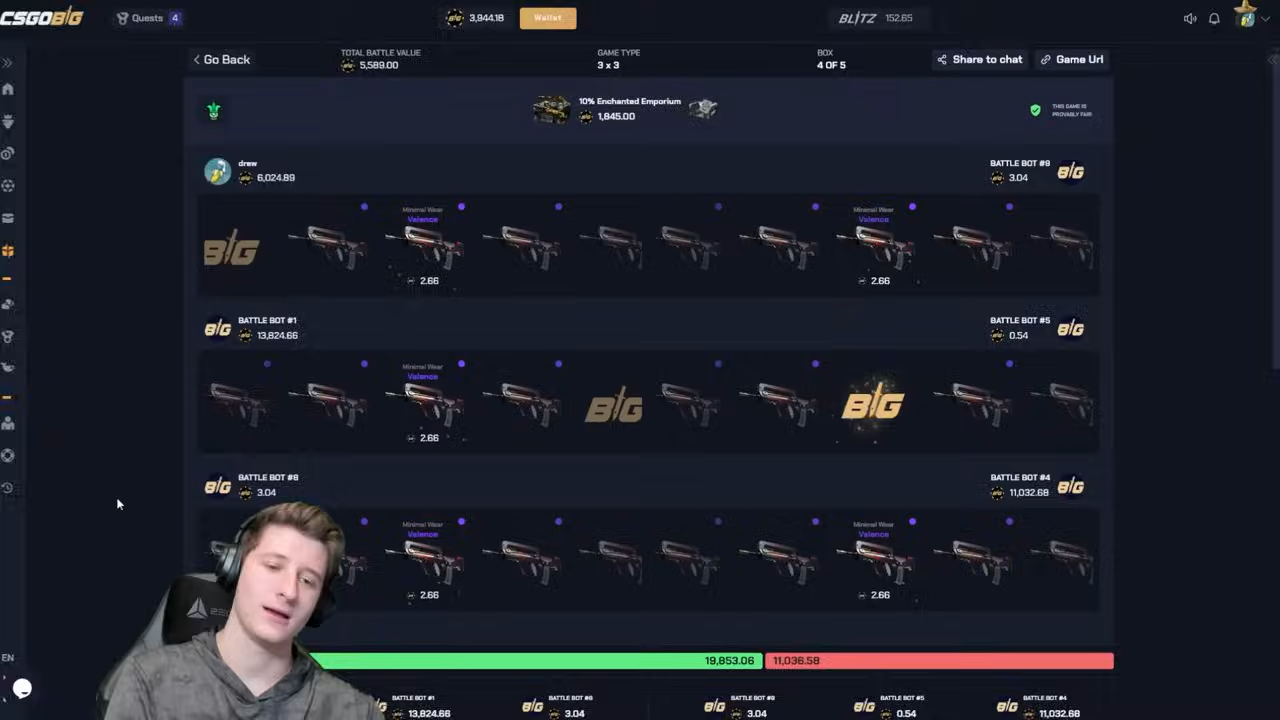 CSGOBIG
Quests 4
3,944.18
Wallet
BLITZ 152.65
Go Back
TOTAL BATTLE VALUE
5,589.00
GAME TYPE
3 x 3
BOX
4 OF 5
Share to chat
Game Url
10% Enchanted Emporium
1,845.00
THIS GAME IS
PROVABLY FAIR
drew
6,024.89
BATTLE BOT #9
3.04
BIG
Minimal Wear
Valence
2.66
Minimal Wear
Valence
2.66
BATTLE BOT #1
13,824.66
BATTLE BOT #5
0.54
BIG
Minimal Wear
Valence
2.66
BIG
BIG
BATTLE BOT #8
3.04
BATTLE BOT #4
11,032.68
BIG
Minimal Wear
Valence
2.66
Minimal Wear
Valence
2.66
EN
19,853.06
11,036.58
BATTLE BOT #1
13,824.66
BATTLE BOT #8
3.04
BATTLE BOT #9
3.04
BATTLE BOT #5
0.54
BATTLE BOT #4
11,032.68